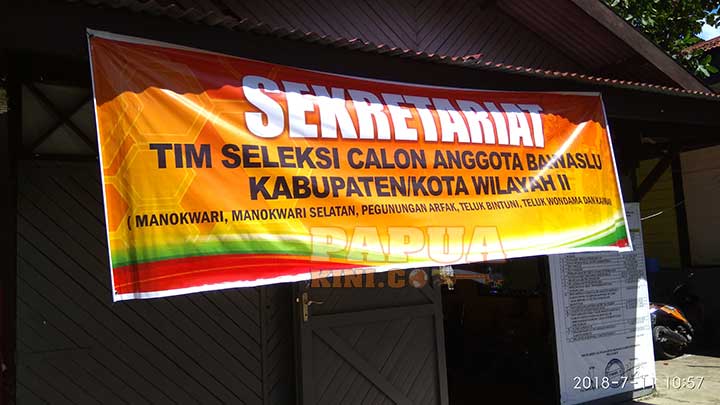 SEKRETARIAT
TIM SELEKSI CALON ANGGOTA BAWASLU
KABUPATEN/KOTA WILAYAH II
( MANOKWARI, MANOKWARI SELATAN, PEGUNUNGAN ARFAK, TELUK BINTUNI, TELUK WONDAMA DAN
PAPUA
KINI.CO
2018-7-11 10:57